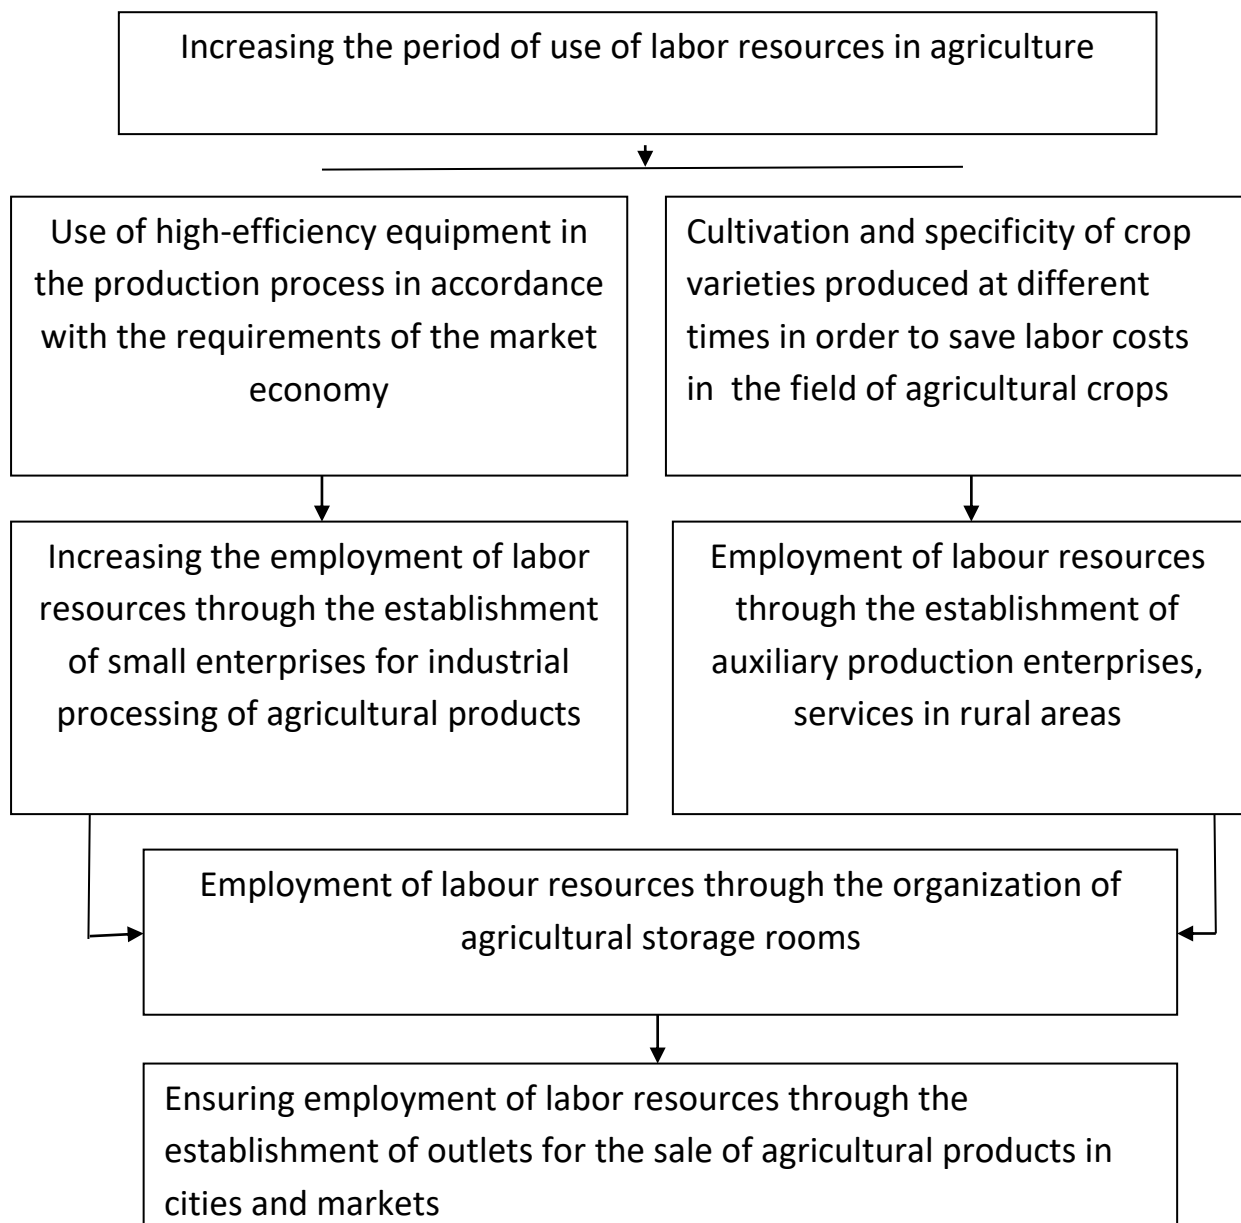 Increasing the period of use of labor resources in agriculture
Use of high-efficiency equipment in
the production process in accordance
with the requirements of the market
economy
Cultivation and specificity of crop
varieties produced at different
times in order to save labor costs
in  the field of agricultural crops
Increasing the employment of labor
resources through the establishment
of small enterprises for industrial
processing of agricultural products
Employment of labour resources
through the establishment of
auxiliary production enterprises,
services in rural areas
Employment of labour resources through the organization of
agricultural storage rooms
Ensuring employment of labor resources through the
establishment of outlets for the sale of agricultural products in
cities and markets